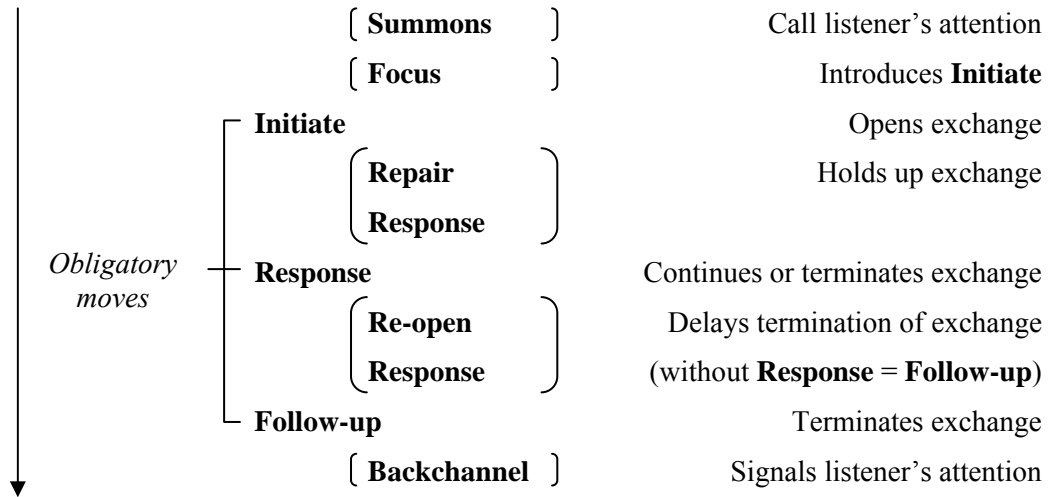 Summons Call listener’s attention
Focus Introduces Initiate
Initiate Opens exchange
Repair Holds up exchange
Response
Obligatory moves
Response Continues or terminates exchange
Re-open Delays termination of exchange
Response (without Response = Follow-up)
Follow-up Terminates exchange
Backchannel Signals listener’s attention